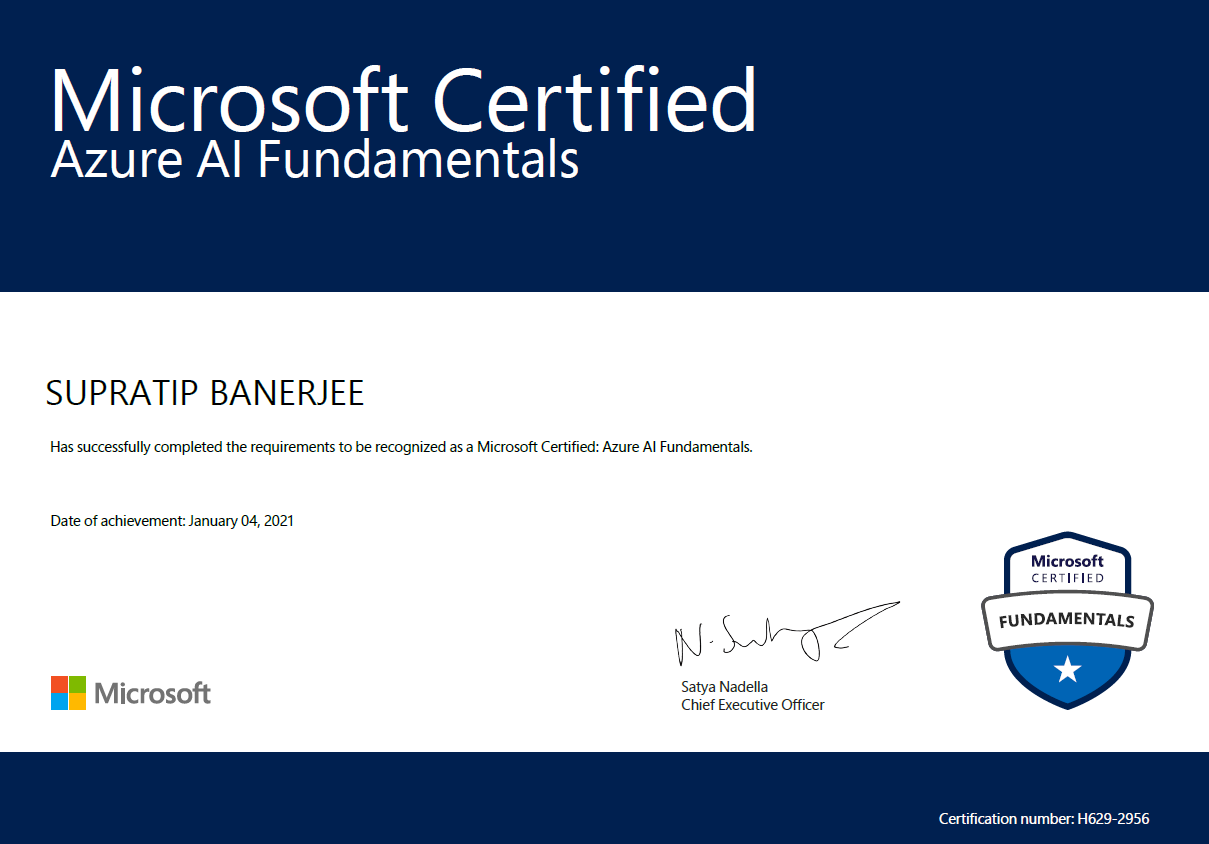 Microsoft Certified
Azure AI Fundamentals
SUPRATIP BANERJEE
Has successfully completed the requirements to be recognized as a Microsoft Certified: Azure AI Fundamentals.
Date of achievement: January 04, 2021
Microsoft
CERTIFIED
FUNDAMENTALS
Microsoft
Satya Nadella
Chief Executive Officer
Certification number: H629-2956